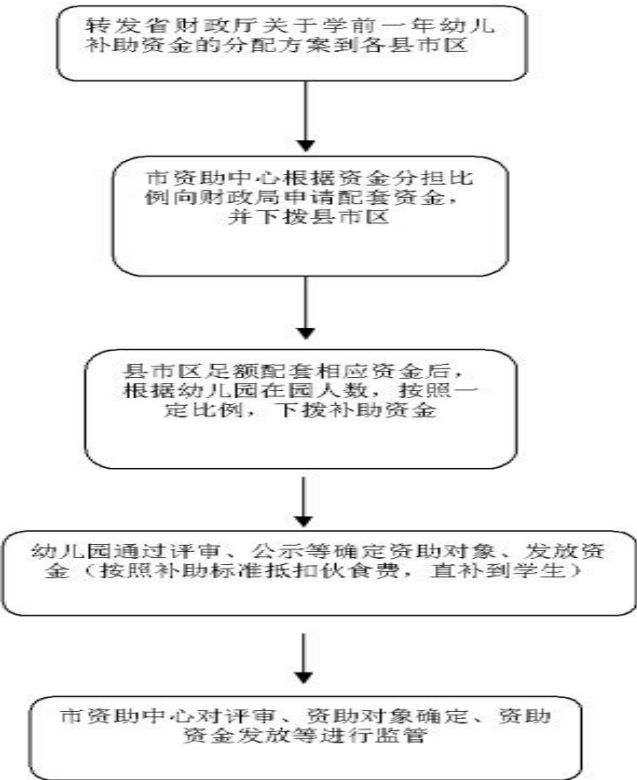 转发省财政厅关于学前一年幼儿
补助资金的分配方案到各县市区
市资助中心根据资金分担比
例向财政局申请配套资金，
并下拨县市区
县市区足额配套相应资金后，
根据幼儿园在园人数，按照一
定比例，下拨补助资金
幼儿园通过评审、公示等确定资助对象、发放资
金（按照补助标准抵扣伙食费，直补到学生）
市资助中心对评审、资助对象确定、资助
资金发放等进行监管